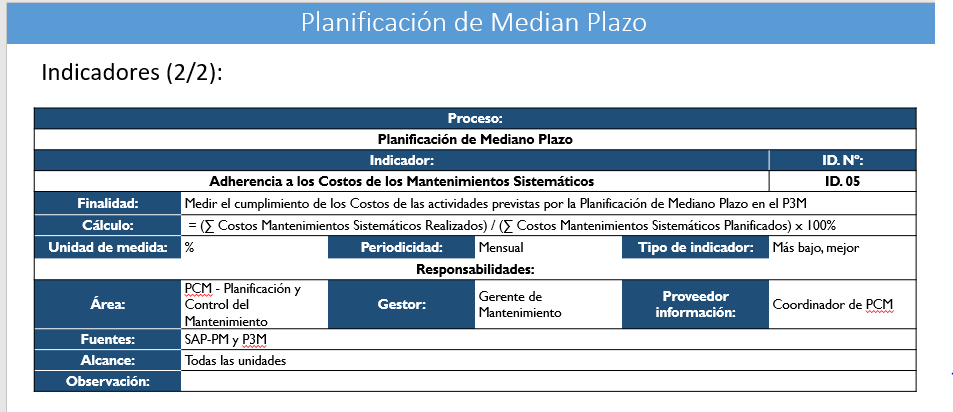 Planificación de Median Plazo
Indicadores (2/2):
Proceso:
Planificación de Mediano Plazo
Indicador: ID. Nº:
Adherencia a los Costos de los Mantenimientos Sistemáticos ID. 05
Finalidad: Medir el cumplimiento de los Costos de las actividades previstas por la Planificación de Mediano Plazo en el P3M
Cálculo: = (∑ Costos Mantenimientos Sistemáticos Realizados) / (∑ Costos Mantenimientos Sistemáticos Planificados) x 100%
Unidad de medida: % Periodicidad: Mensual Tipo de indicador: Más bajo, mejor
Responsabilidades:
Área: PCM - Planificación y
Control del
Mantenimiento
Gestor: Gerente de
Mantenimiento
Proveedor
información:
Coordinador de PCM
Fuentes: SAP-PM y P3M
Alcance: Todas las unidades
Observación: